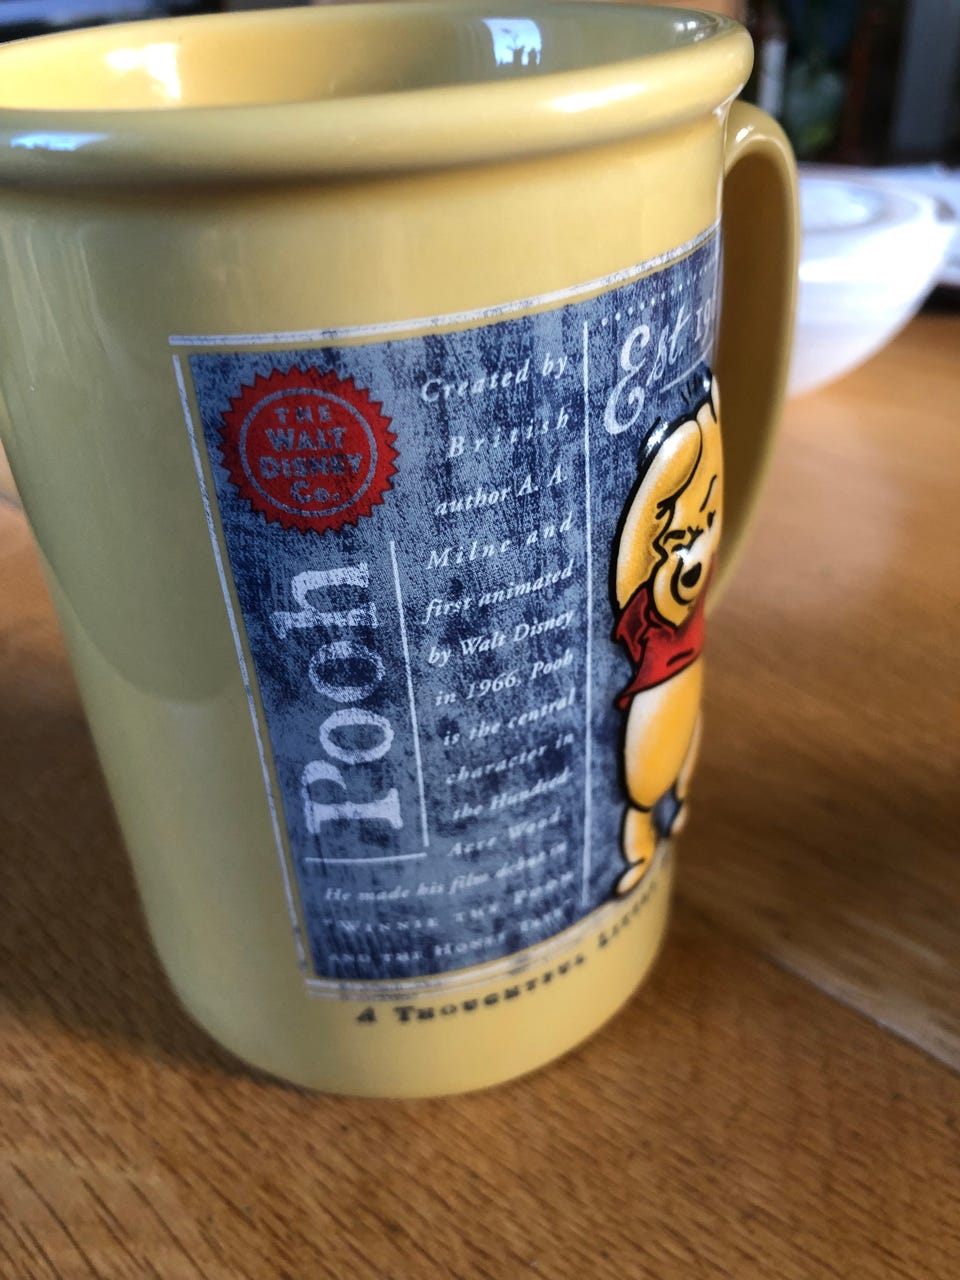 THE
WALT
DISNEY
Co.
Pooh
Created by
British
author A. A.
Milne and
first animated
by Walt Disney
in 1966. Pooh
is the central
character in
the Hundred
Acre Wood.
He made his film debut in
"WINNIE THE POOH
AND THE HONEY TREE"
Est 19
A THOUGHTFUL